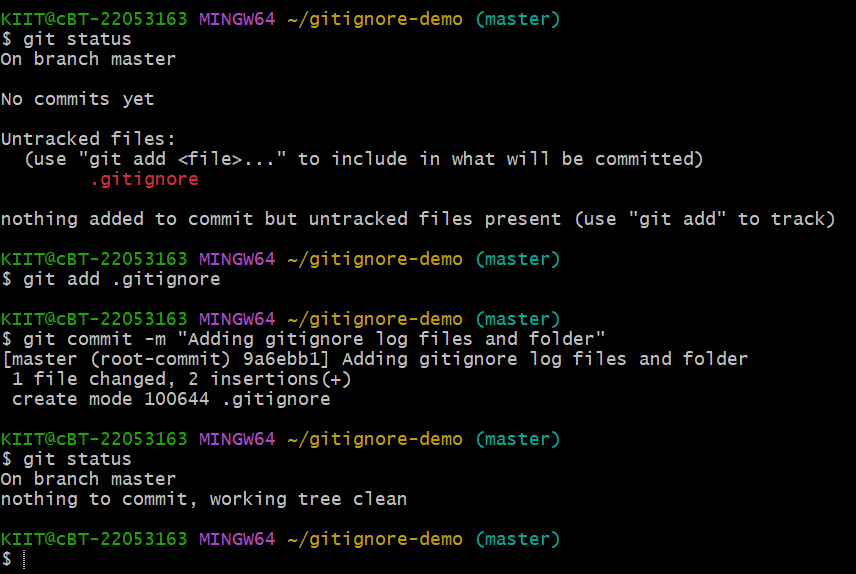 KIIT@cBT-22053163 MINGW64 ~/gitignore-demo (master)
$ git status
On branch master
No commits yet
Untracked files:
  (use "git add <file>..." to include in what will be committed)
        .gitignore
nothing added to commit but untracked files present (use "git add" to track)
KIIT@cBT-22053163 MINGW64 ~/gitignore-demo (master)
$ git add .gitignore
KIIT@cBT-22053163 MINGW64 ~/gitignore-demo (master)
$ git commit -m "Adding gitignore log files and folder"
[master (root-commit) 9a6ebb1] Adding gitignore log files and folder
 1 file changed, 2 insertions(+)
 create mode 100644 .gitignore
KIIT@cBT-22053163 MINGW64 ~/gitignore-demo (master)
$ git status
On branch master
nothing to commit, working tree clean
KIIT@cBT-22053163 MINGW64 ~/gitignore-demo (master)
$